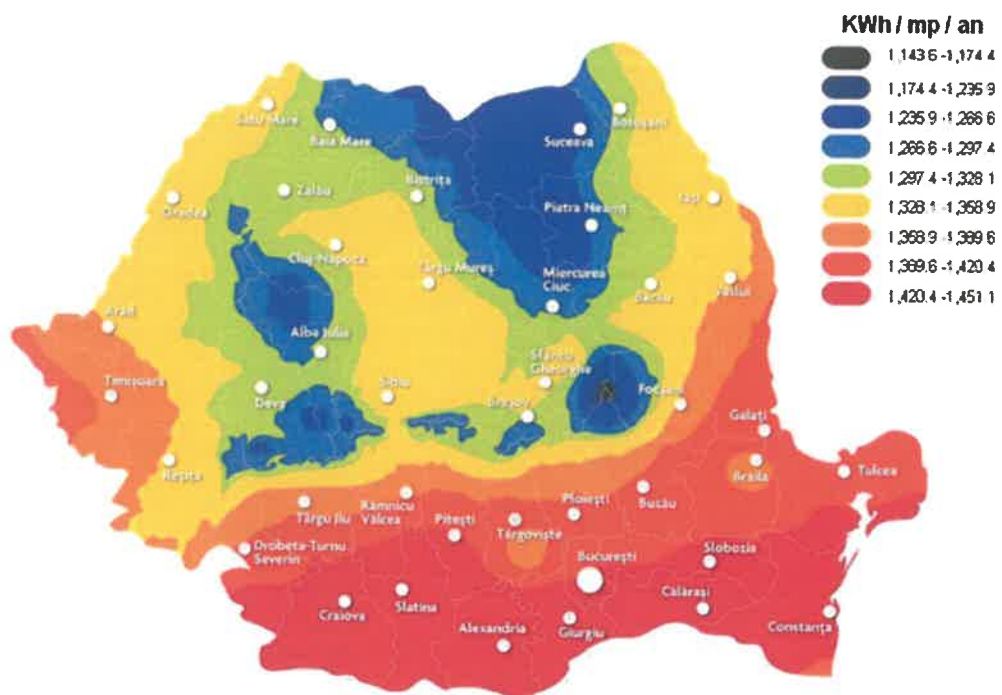 KWh / mp / an
1,143 6 -1,174 4
1,174 4 -1,235 9
1,235 9 -1,266 6
1,266 6 -1,297 4
1,297 4 -1,328 1
1,328 1 -1,358 9
1,358 9 -1,389 6
1,389 6 -1,420 4
1,420 4 -1,451 1
Satu Mare
Baia Mare
Botoșani
Suceava
Zalău
Bistrița
Oradea
Iași
Piatra Neamț
Cluj-Napoca
Târgu Mureș
Miercurea
Ciuc
Bacău
Vaslui
Arad
Alba Iulia
Sfântu
Gheorghe
Timișoara
Deva
Sibiu
Brașov
Focșani
Galați
Reșița
Brăila
Tulcea
Târgu Jiu
Râmnicu
Vâlcea
Pitești
Ploiești
Buzău
Târgoviște
Drobeta-Turnu
Severin
București
Slobozia
Craiova
Slatina
Călărași
Alexandria
Giurgiu
Constanța